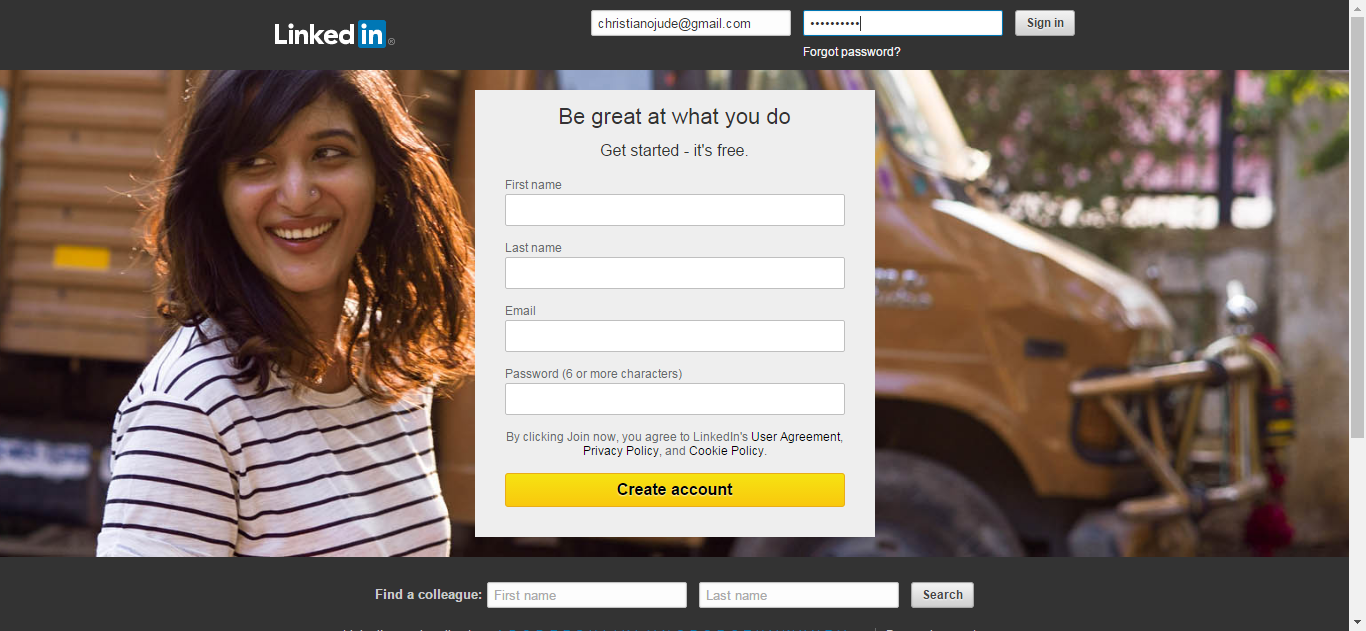 Linked in ®
christianojude@gmail.com
••••••••••
Sign in
Forgot password?
Be great at what you do
Get started - it's free.
First name
Last name
Email
Password (6 or more characters)
By clicking Join now, you agree to LinkedIn's User Agreement,
Privacy Policy, and Cookie Policy.
Create account
Find a colleague: First name Last name Search